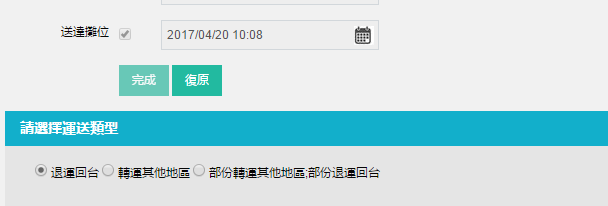 送達攤位 2017/04/20 10:08
完成 復原
請選擇運送類型
退運回台 轉運其他地區 部份轉運其他地區;部份退運回台